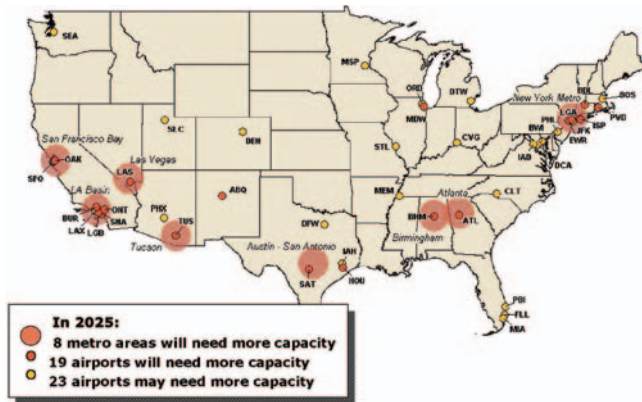 SEA
MSP
ORD
MDW
DTW
BDL
BOS
New York Metro
LGA
PVD
ISP
JFK
EWR
PHL
BWI
IAD
DCA
SLC
DEN
STL
CVG
San Francisco Bay
OAK
SFO
Las Vegas
LAS
LA Basin
ONT
BUR
SNA
LAX
LGB
PHX
TUS
Tucson
ABQ
MEM
CLT
Atlanta
BHM
ATL
Birmingham
DFW
Austin - San Antonio
IAH
SAT
HOU
PBI
FLL
MIA
In 2025:
8 metro areas will need more capacity
19 airports will need more capacity
23 airports may need more capacity